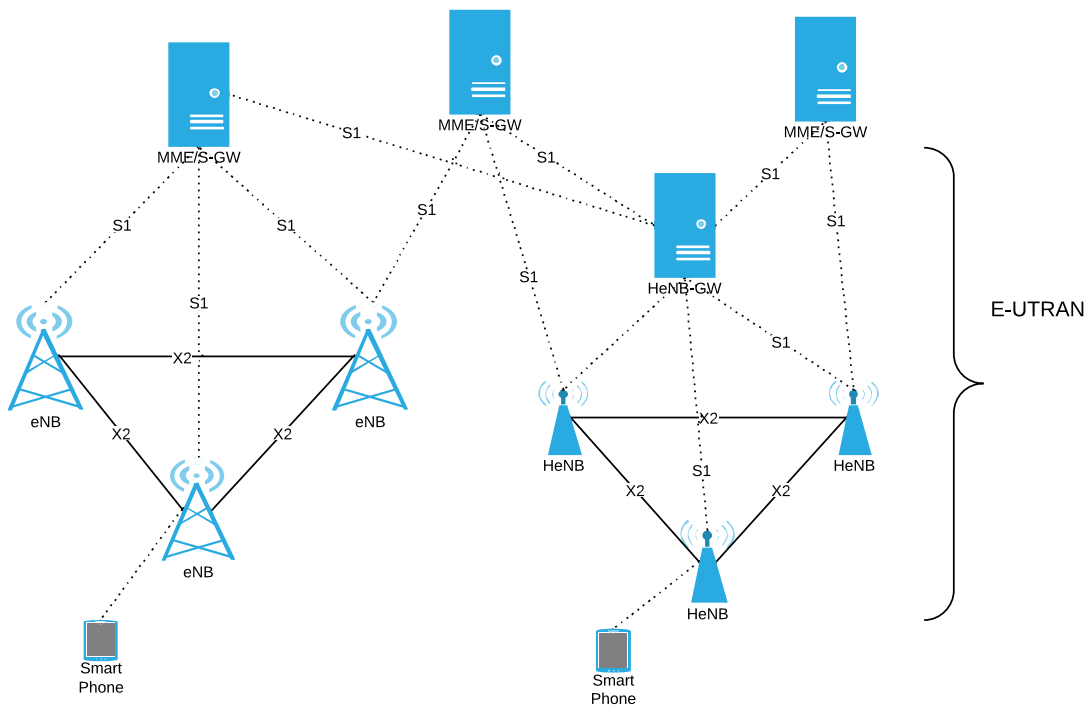 MME/S-GW
MME/S-GW
MME/S-GW
S1
S1
S1
S1
S1
S1
S1
S1
S1
HeNB-GW
S1
E-UTRAN
S1
X2
S1
eNB
eNB
X2
X2
X2
HeNB
HeNB
S1
X2
X2
eNB
HeNB
Smart
Phone
Smart
Phone